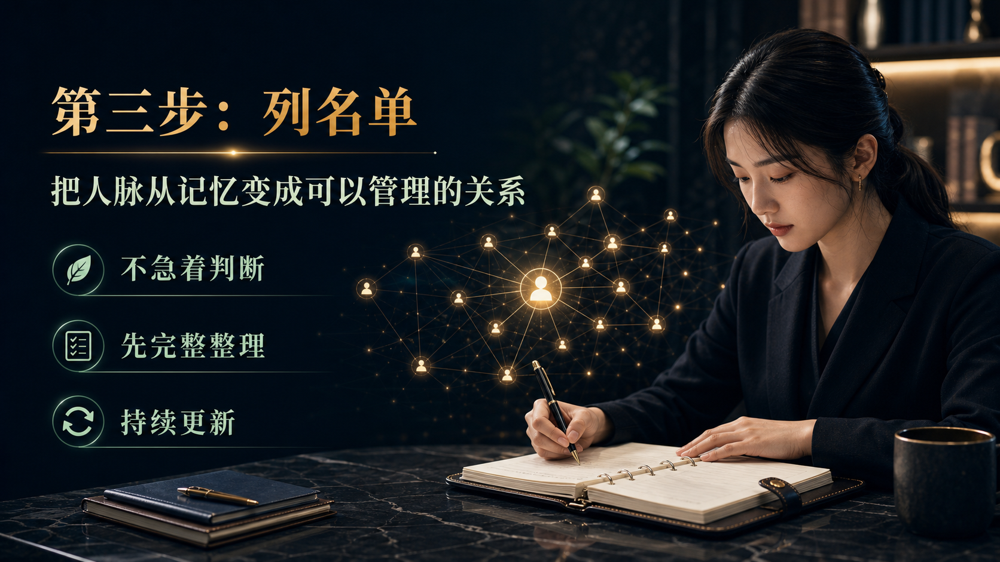 第三步：列名单
把人脉从记忆变成可以管理的关系
不急着判断
先完整整理
持续更新